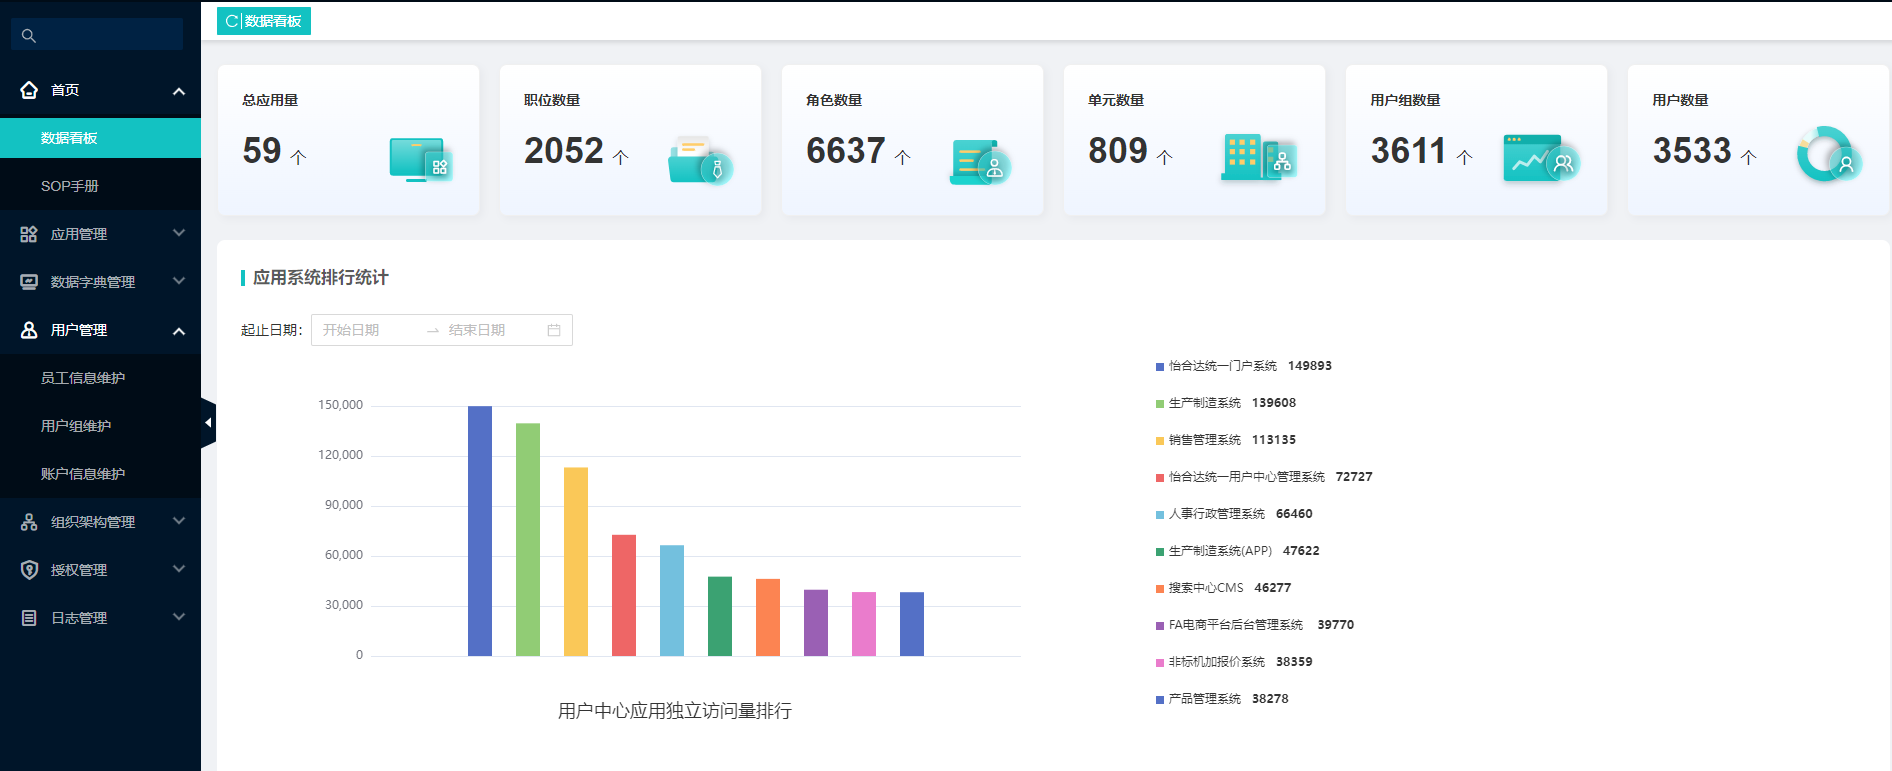 数据看板
首页
数据看板
SOP手册
应用管理
数据字典管理
用户管理
员工信息维护
用户组维护
账户信息维护
组织架构管理
授权管理
日志管理
总应用量
59 个
职位数量
2052 个
角色数量
6637 个
单元数量
809 个
用户组数量
3611 个
用户数量
3533 个
应用系统排行统计
起止日期: 开始日期 → 结束日期
150,000
120,000
90,000
60,000
30,000
0
用户中心应用独立访问量排行
怡合达统一门户系统 149893
生产制造系统 139608
销售管理系统 113135
怡合达统一用户中心管理系统 72727
人事行政管理系统 66460
生产制造系统(APP) 47622
搜索中心CMS 46277
FA电商平台后台管理系统 39770
非标机加报价系统 38359
产品管理系统 38278